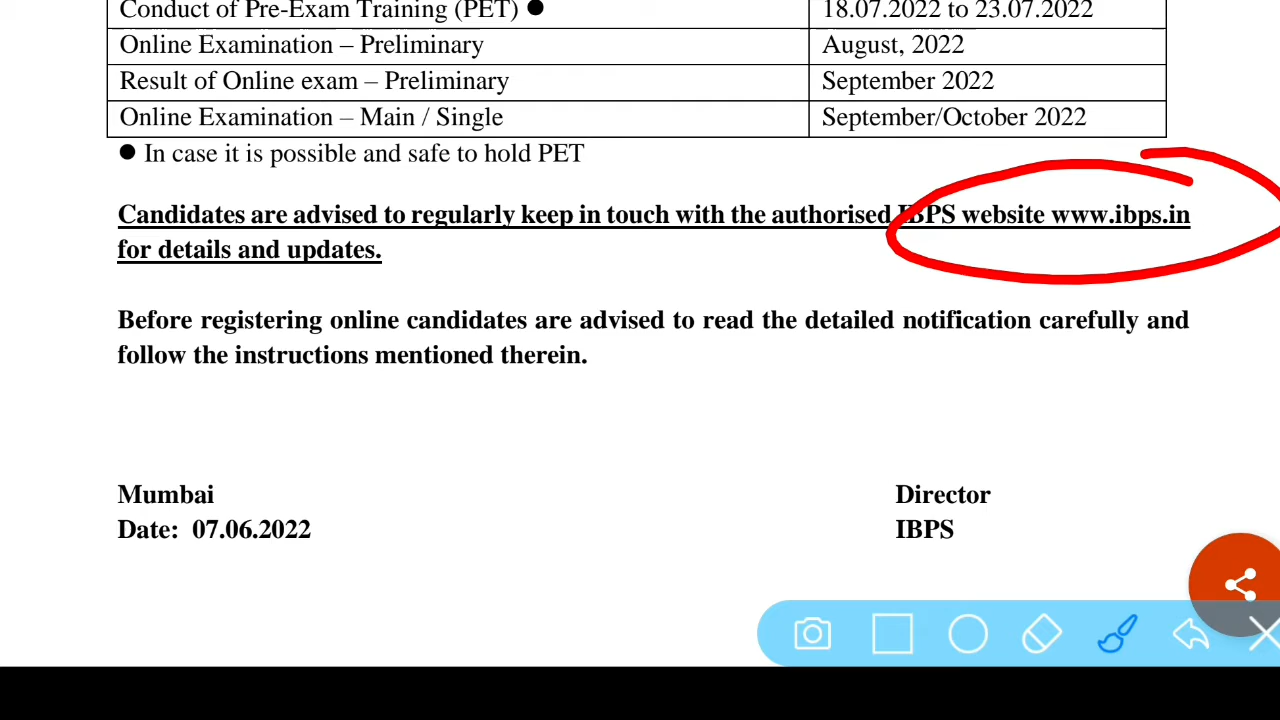 Conduct of Pre-Exam Training (PET) ● 18.07.2022 to 23.07.2022
Online Examination – Preliminary August, 2022
Result of Online exam – Preliminary September 2022
Online Examination – Main / Single September/October 2022
● In case it is possible and safe to hold PET
Candidates are advised to regularly keep in touch with the authorised IBPS website www.ibps.in
for details and updates.
Before registering online candidates are advised to read the detailed notification carefully and
follow the instructions mentioned therein.
Mumbai Director
Date: 07.06.2022 IBPS